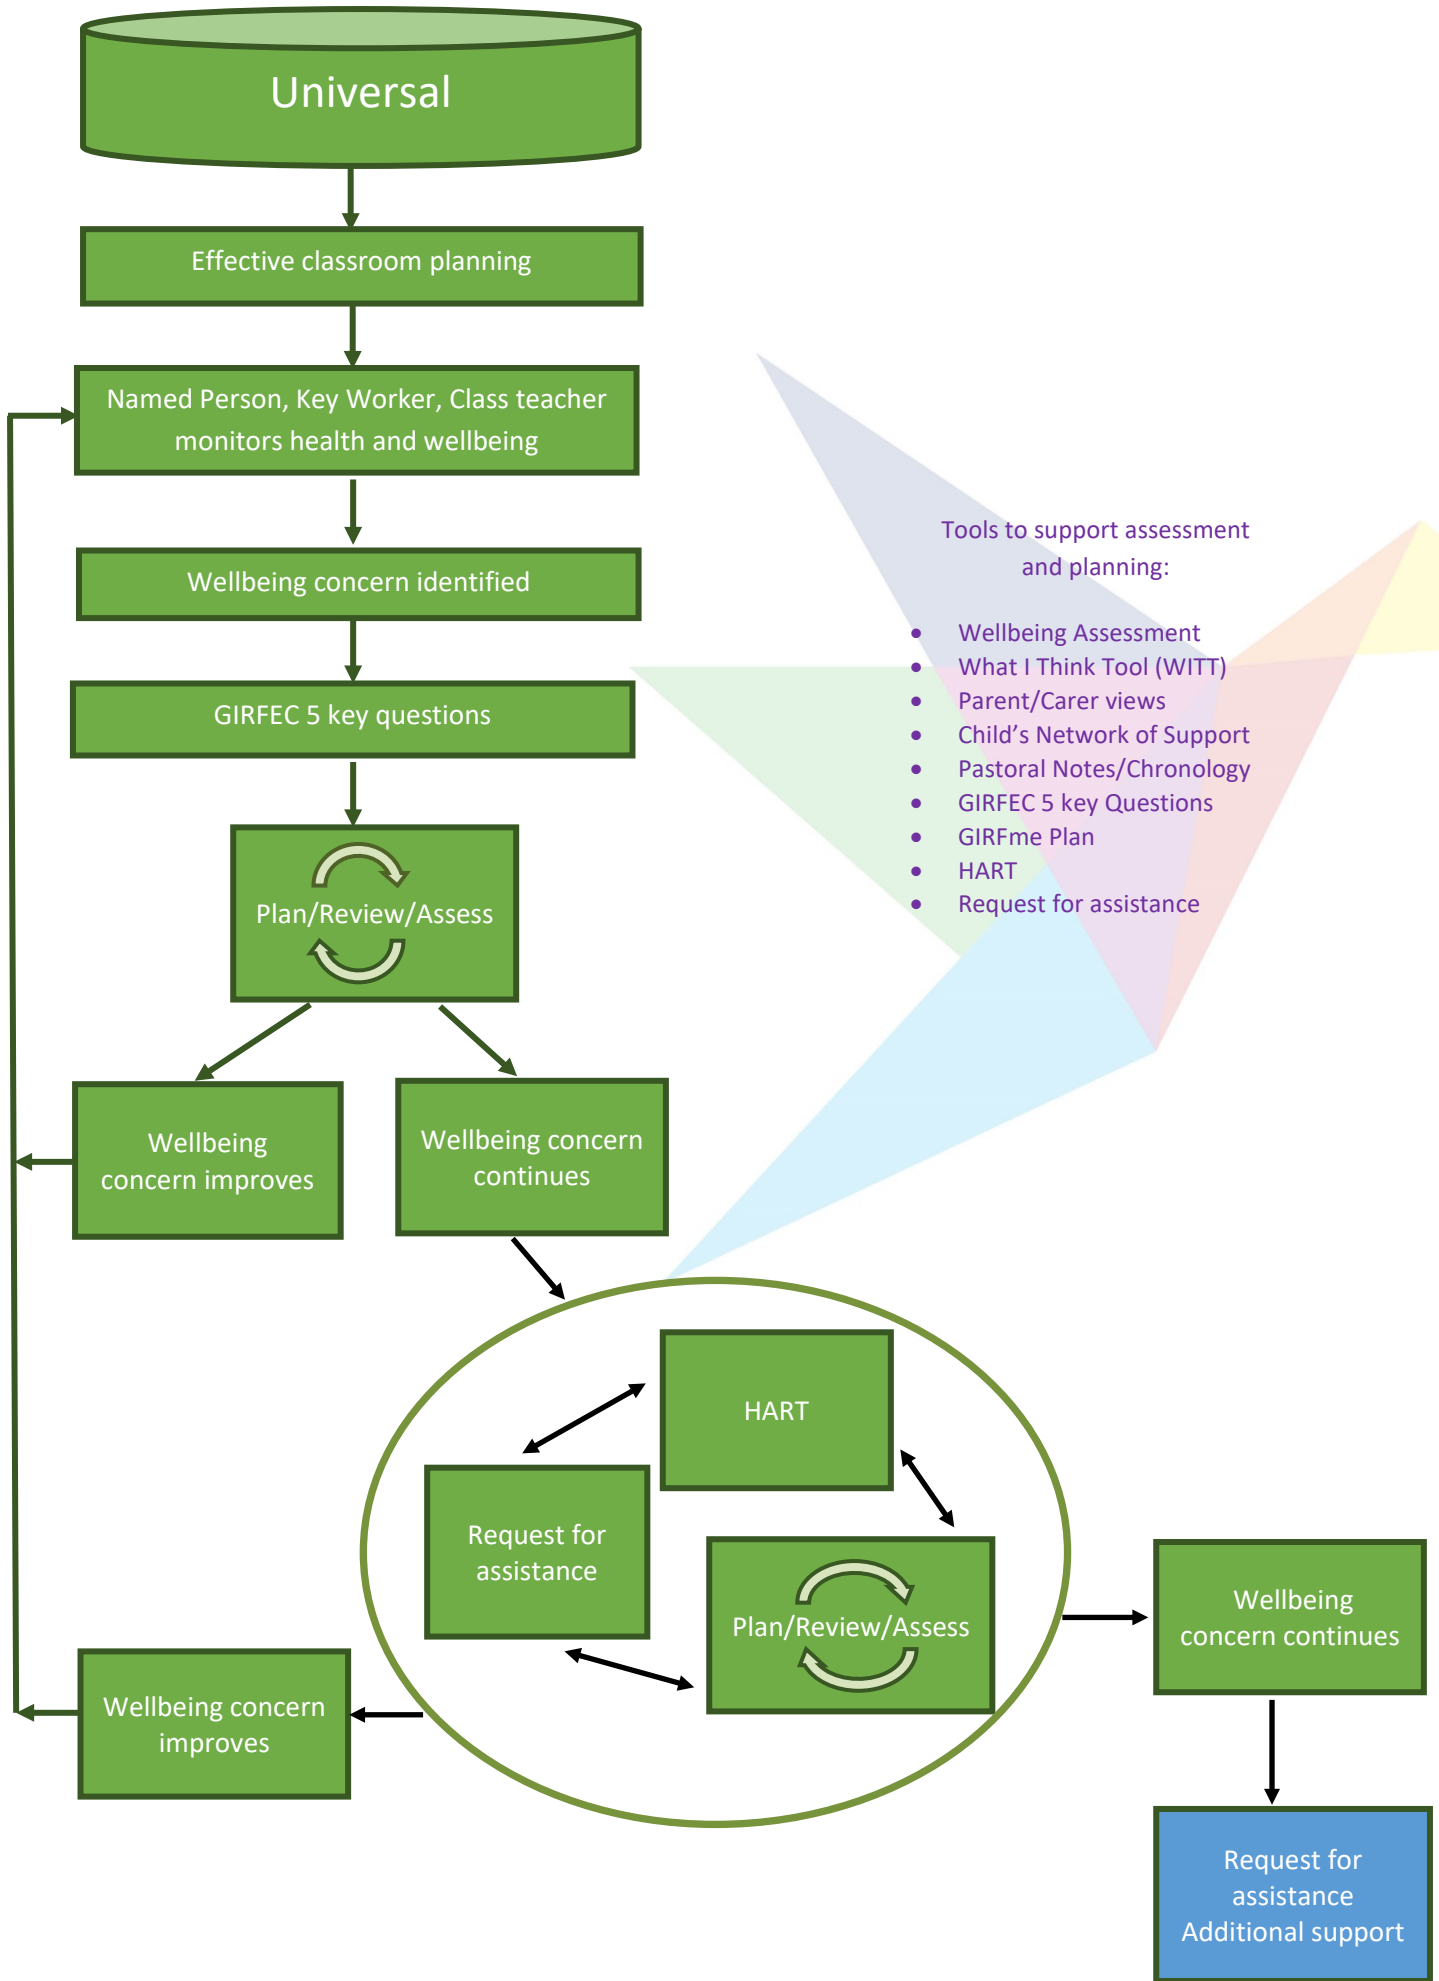 Universal
Effective classroom planning
Named Person, Key Worker, Class teacher
monitors health and wellbeing
Wellbeing concern identified
GIRFEC 5 key questions
Plan/Review/Assess
Wellbeing
concern improves
Wellbeing concern
continues
Tools to support assessment
and planning:
• Wellbeing Assessment
• What I Think Tool (WITT)
• Parent/Carer views
• Child’s Network of Support
• Pastoral Notes/Chronology
• GIRFEC 5 key Questions
• GIRFme Plan
• HART
• Request for assistance
HART
Request for
assistance
Plan/Review/Assess
Wellbeing concern
improves
Wellbeing
concern continues
Request for
assistance
Additional support